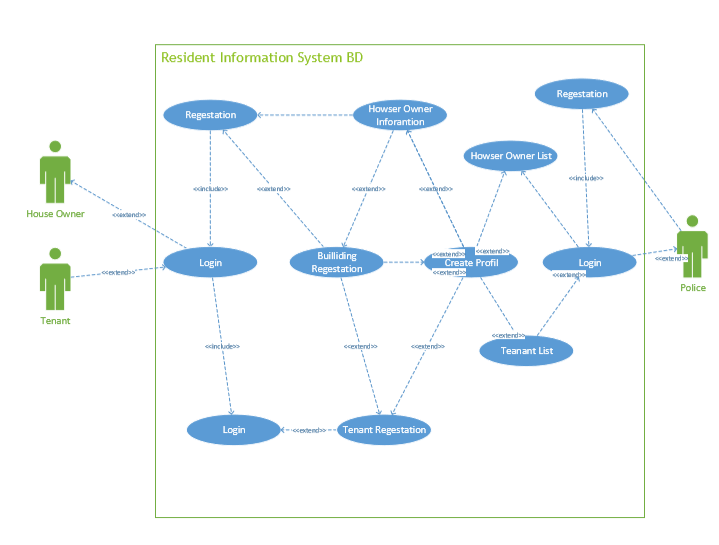 Resident Information System BD
Regestation
Howser Owner
Inforamtion
Regestation
Howser Owner List
<<include>>
<<extend>>
<<extend>>
<<extend>>
<<include>>
House Owner
<<extend>>
Login
Builliding
Regestation
<<extend>>
<<extend>>
Create Profil
<<extend>>
Login
<<extend>>
<<extend>>
Police
Tenant
<<extend>>
<<extend>>
Teanant List
<<include>>
<<extend>>
<<extend>>
Login
<<extend>>
Tenant Regestation